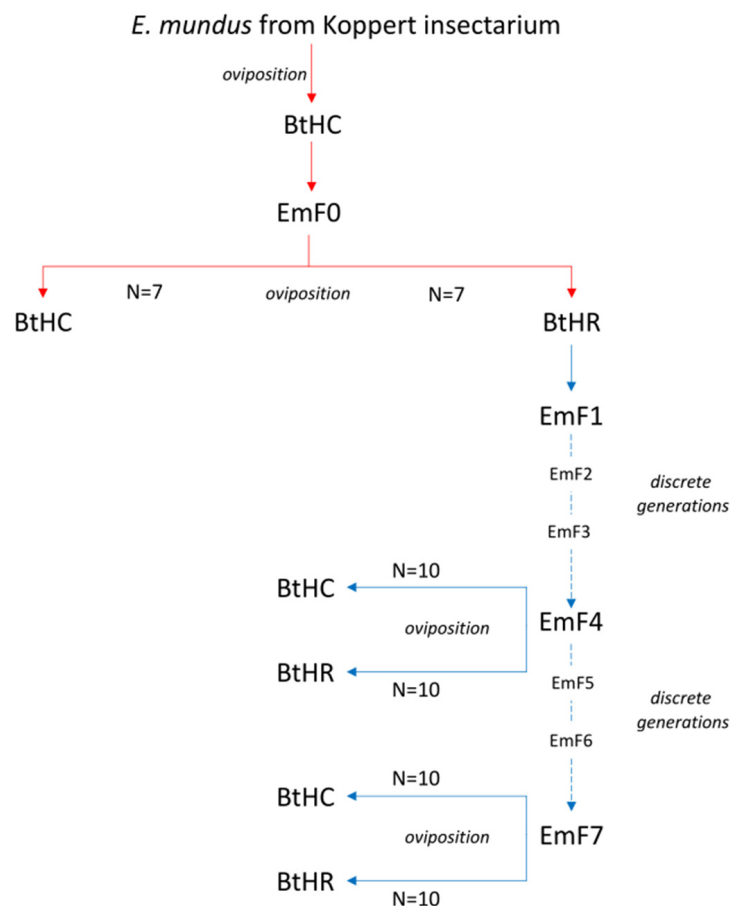 E. mundus from Koppert insectarium
oviposition
BtHC
EmF0
N=7
oviposition
N=7
BtHC
BtHR
EmF1
EmF2
discrete
generations
EmF3
N=10
BtHC
oviposition
EmF4
BtHR
N=10
EmF5
discrete
generations
EmF6
N=10
BtHC
oviposition
EmF7
BtHR
N=10